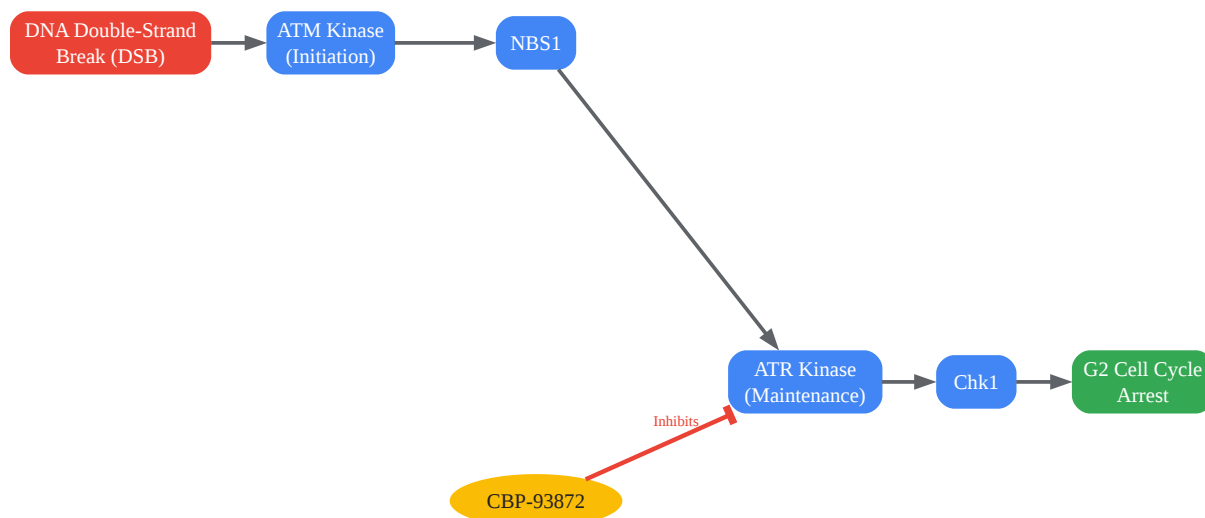 DNA Double-Strand
Break (DSB)
ATM Kinase
(Initiation)
NBS1
ATR Kinase
(Maintenance)
Chk1
G2 Cell Cycle
Arrest
Inhibits
CBP-93872